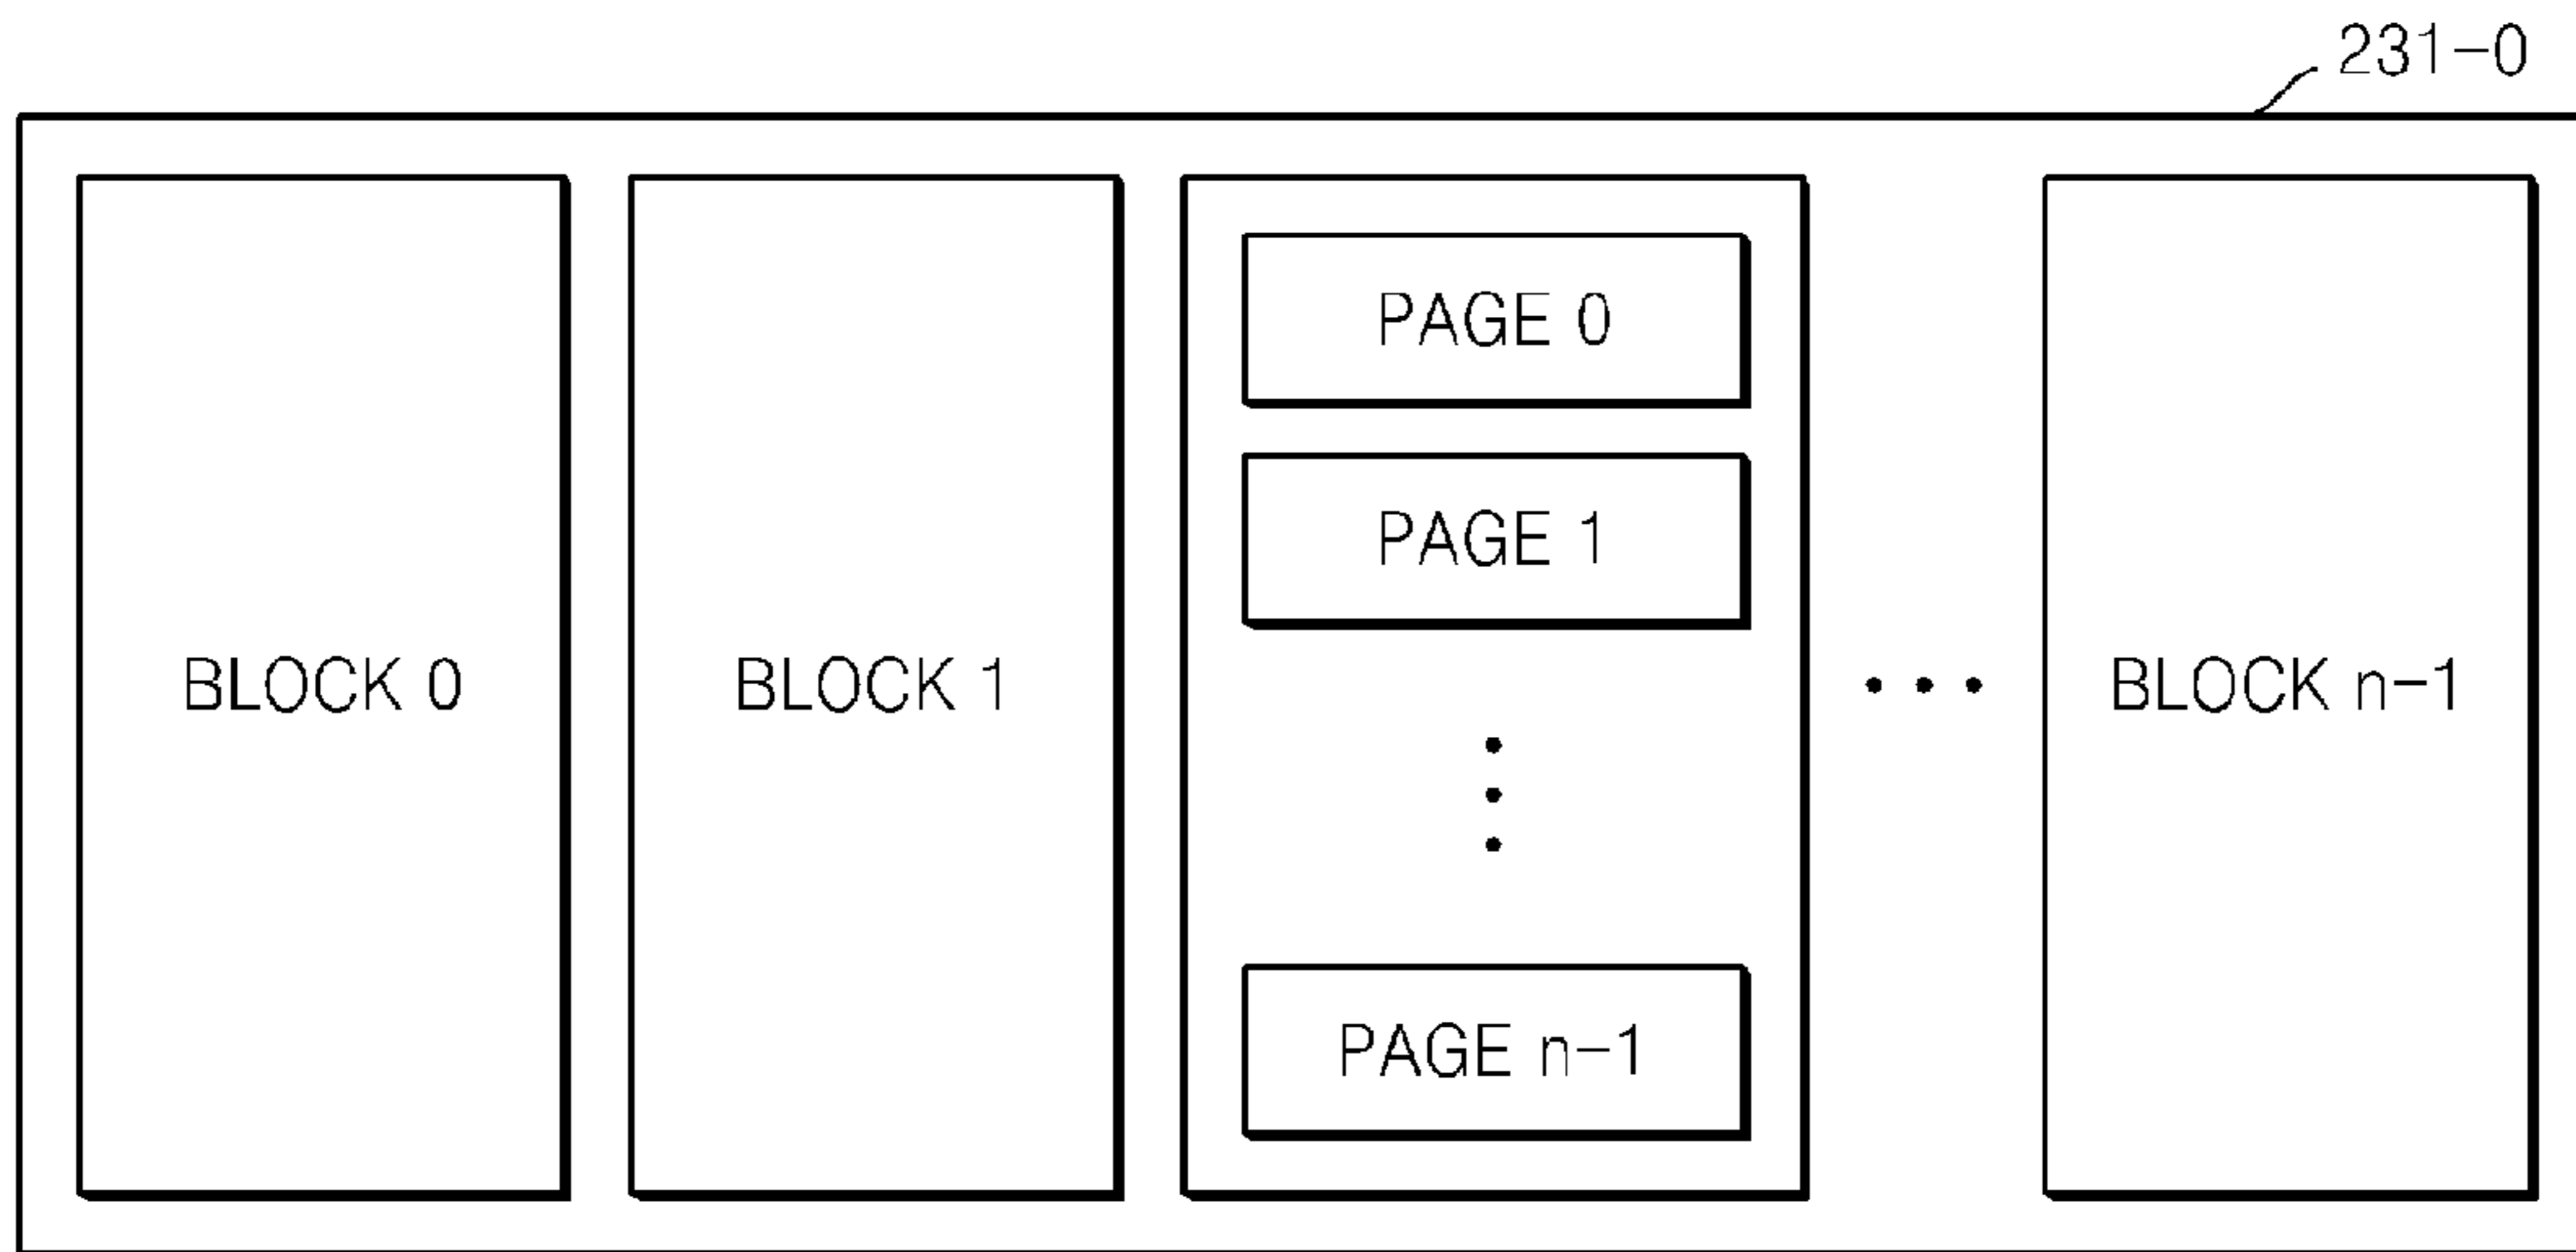 231-0
PAGE 0
PAGE 1
BLOCK 0
BLOCK 1
• • •
BLOCK n-1
PAGE n-1